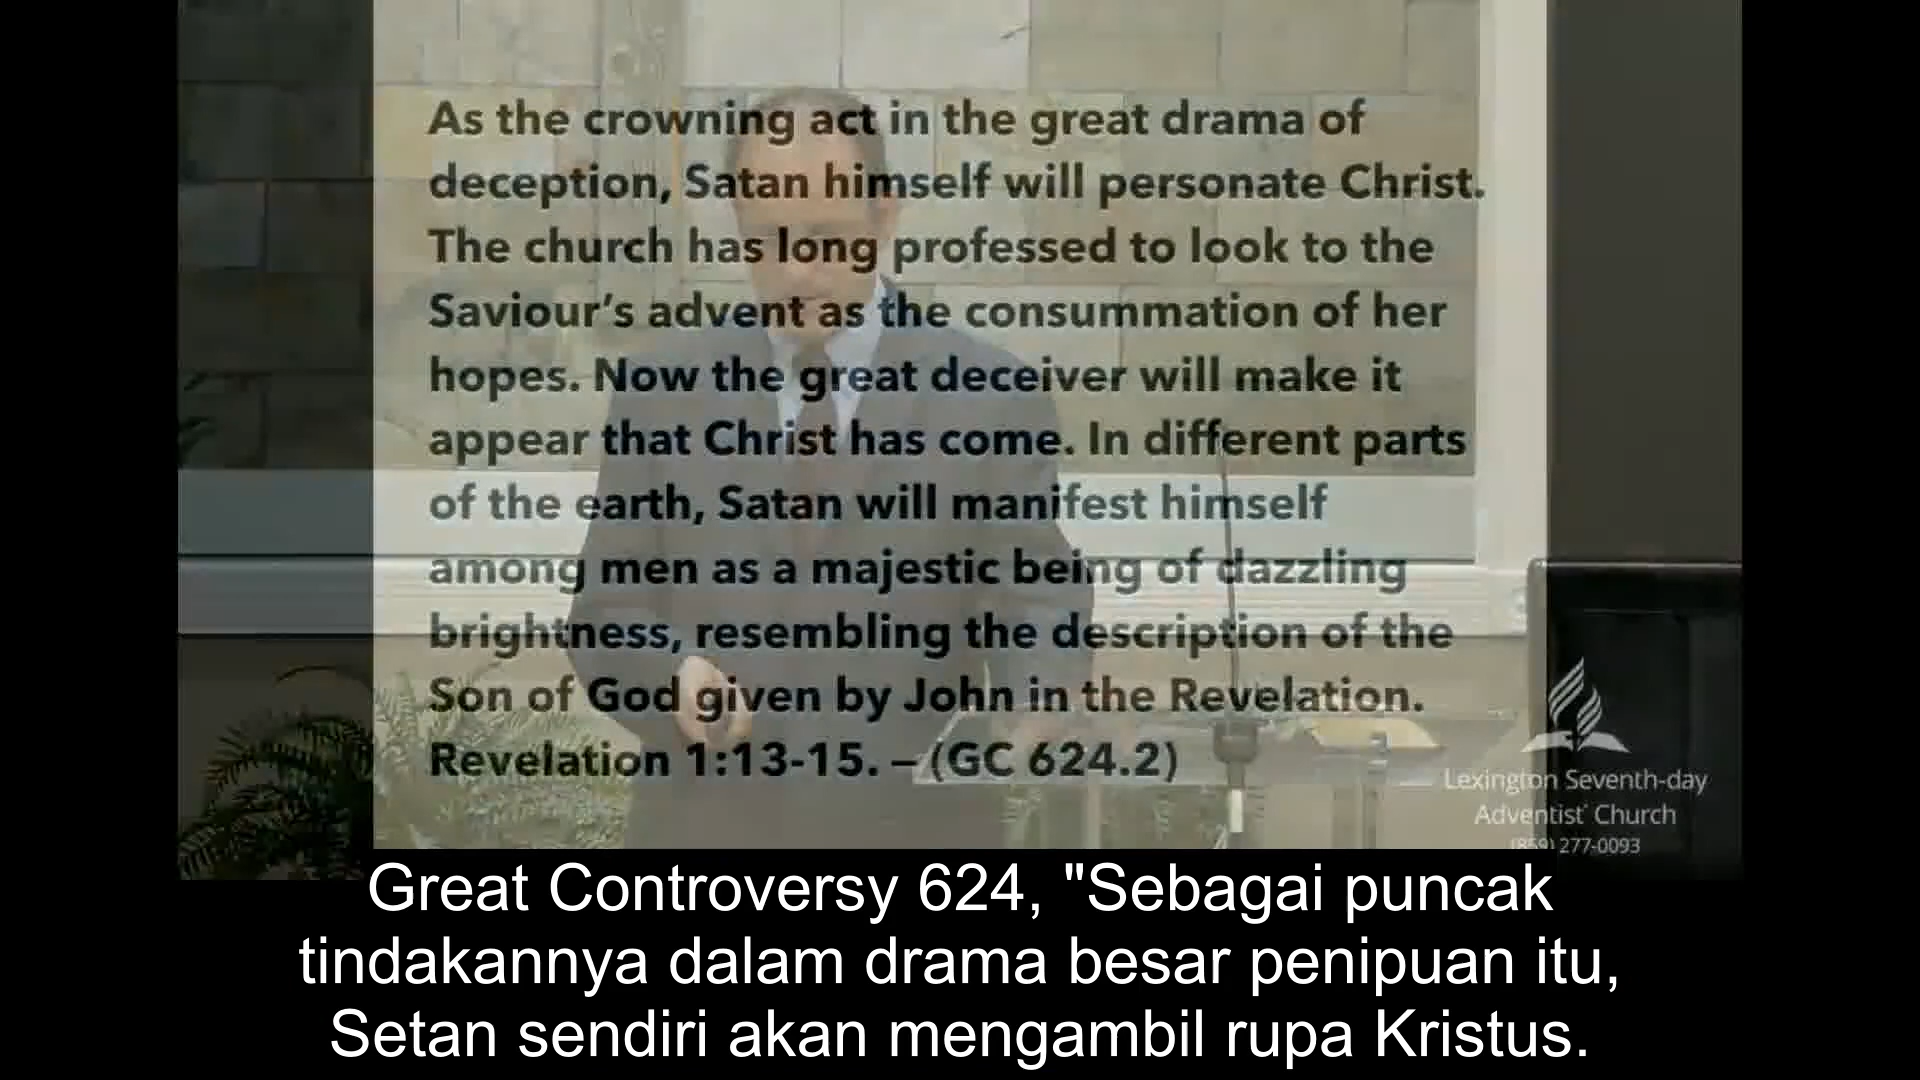 As the crowning act in the great drama of
deception, Satan himself will personate Christ.
The church has long professed to look to the
Saviour's advent as the consummation of her
hopes. Now the great deceiver will make it
appear that Christ has come. In different parts
of the earth, Satan will manifest himself
among men as a majestic being of dazzling
brightness, resembling the description of the
Son of God given by John in the Revelation.
Revelation 1:13-15. – (GC 624.2)
Lexington Seventh-day
Adventist® Church
(859) 277-0093
Great Controversy 624, "Sebagai puncak
tindakannya dalam drama besar penipuan itu,
Setan sendiri akan mengambil rupa Kristus.